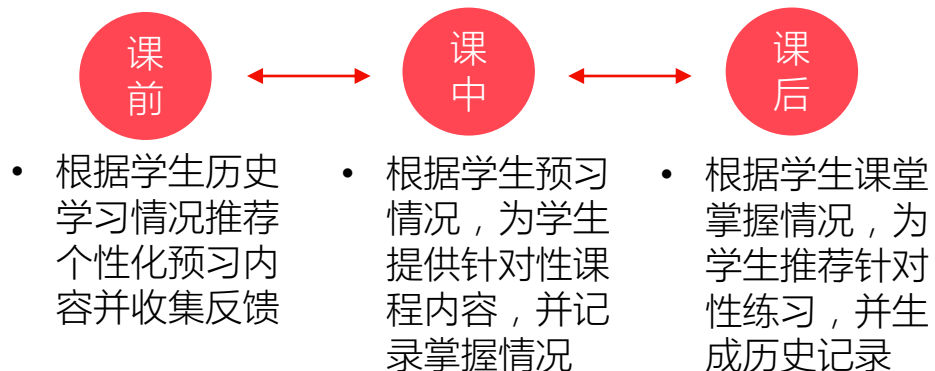 课
前
课
中
课
后
• 根据学生历史
学习情况推荐
个性化预习内
容并收集反馈
• 根据学生预习
情况，为学生
提供针对性课
程内容，并记
录掌握情况
• 根据学生课堂
掌握情况，为
学生推荐针对
性练习，并生
成历史记录